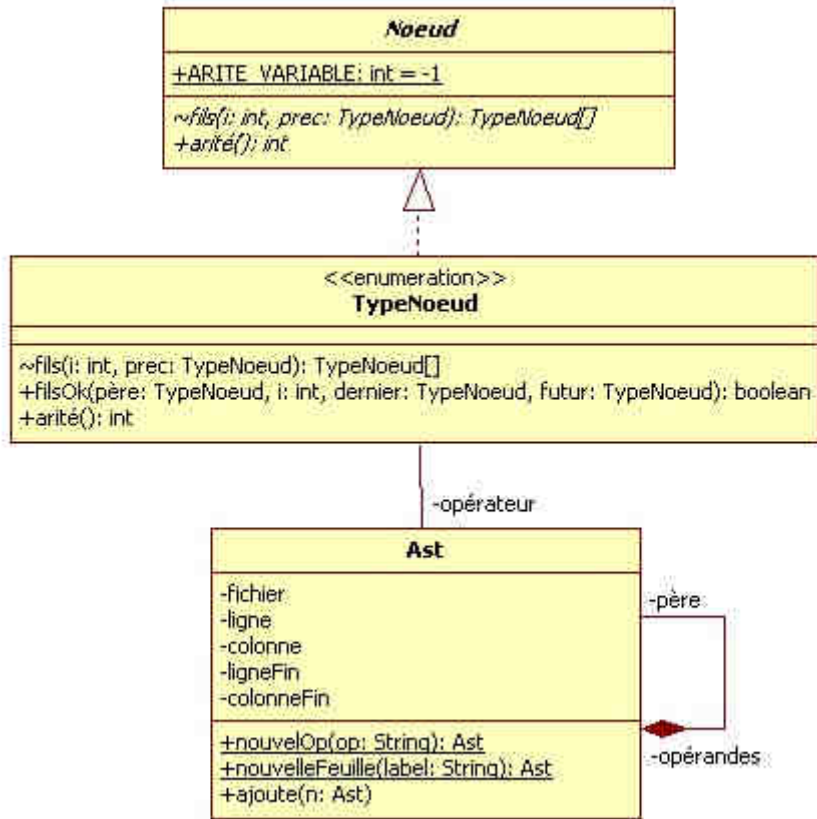 Noeud
+ARITE_VARIABLE: int = -1
~fils(i: int, prec: TypeNoeud): TypeNoeud[]
+arité(): int
<<enumeration>>
TypeNoeud
~fils(i: int, prec: TypeNoeud): TypeNoeud[]
+filsOk(père: TypeNoeud, i: int, dernier: TypeNoeud, futur: TypeNoeud): boolean
+arité(): int
-opérateur
Ast
-fichier
-ligne
-colonne
-ligneFin
-colonneFin
-père
+nouvelOp(op: String): Ast
+nouvelleFeuille(label: String): Ast
+ajoute(n: Ast)
-opérandes